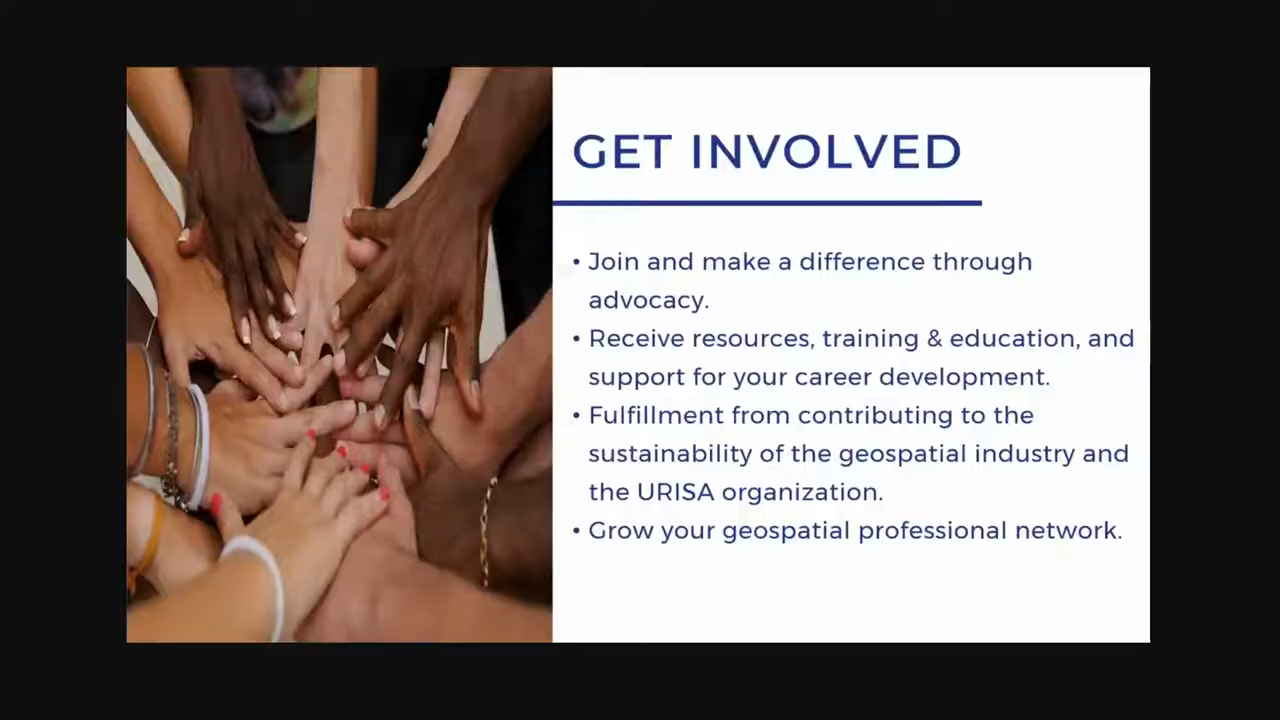 GET INVOLVED
• Join and make a difference through
advocacy.
• Receive resources, training & education, and
support for your career development.
• Fulfillment from contributing to the
sustainability of the geospatial industry and
the URISA organization.
• Grow your geospatial professional network.